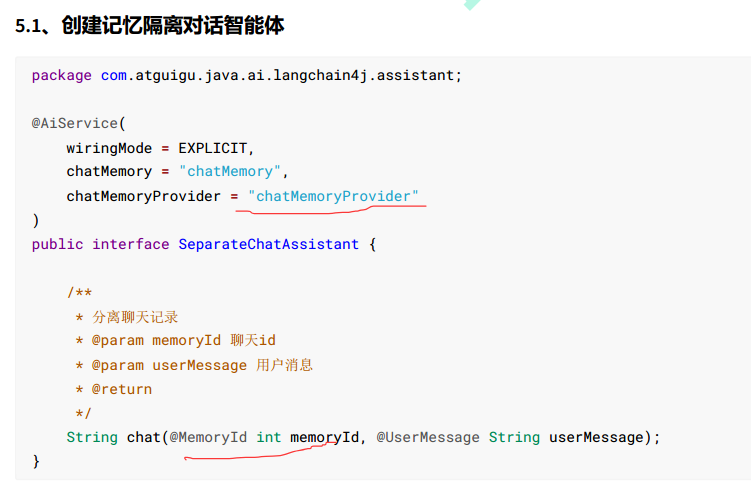 5.1、创建记忆隔离对话智能体
package com.atguigu.java.ai.langchain4j.assistant;
@AiService(
wiringMode = EXPLICIT,
chatMemory = "chatMemory",
chatMemoryProvider = "chatMemoryProvider"
)
public interface SeparateChatAssistant {
/**
* 分离聊天记录
* @param memoryId 聊天id
* @param userMessage 用户消息
* @return
*/
String chat(@MemoryId int memoryId, @UserMessage String userMessage);
}